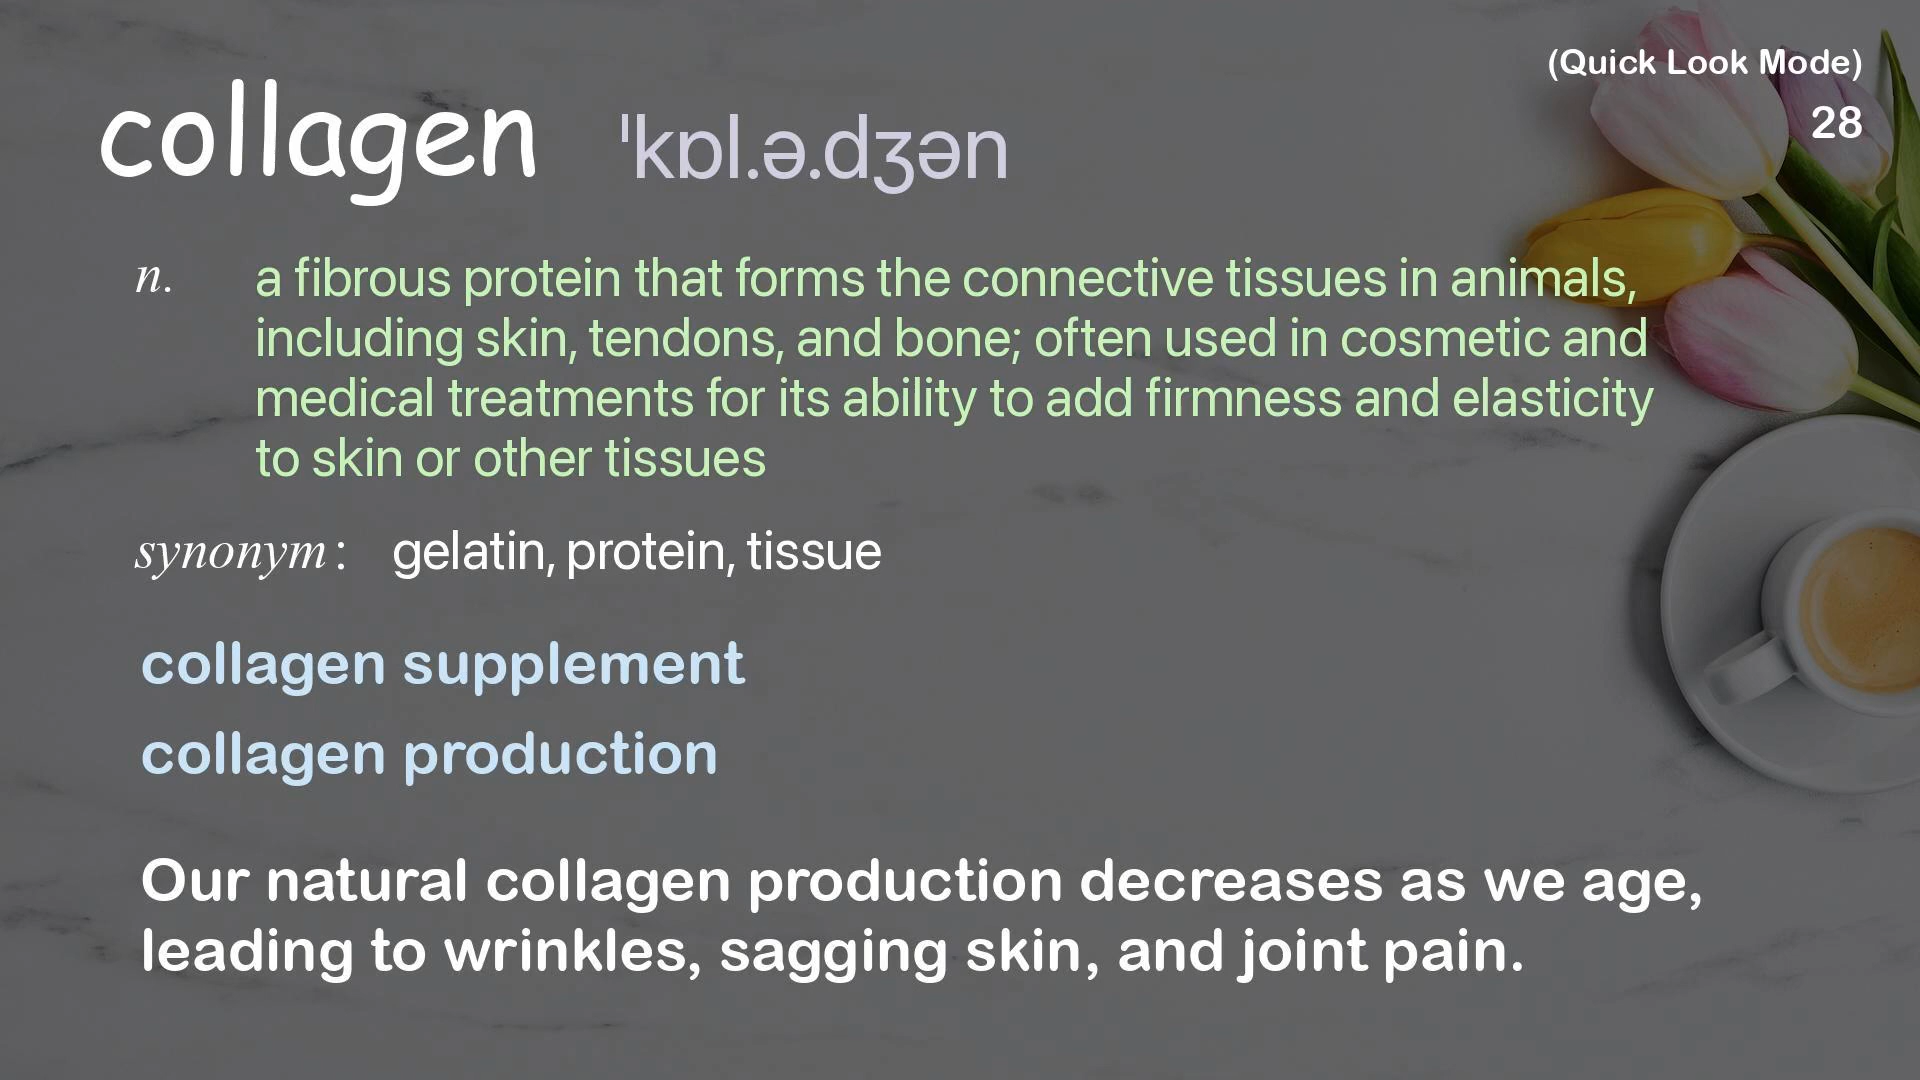 (Quick Look Mode)
28
collagen ˈkɒl.ə.dʒən
n. a fibrous protein that forms the connective tissues in animals,
including skin, tendons, and bone; often used in cosmetic and
medical treatments for its ability to add firmness and elasticity
to skin or other tissues
synonym: gelatin, protein, tissue
collagen supplement
collagen production
Our natural collagen production decreases as we age,
leading to wrinkles, sagging skin, and joint pain.